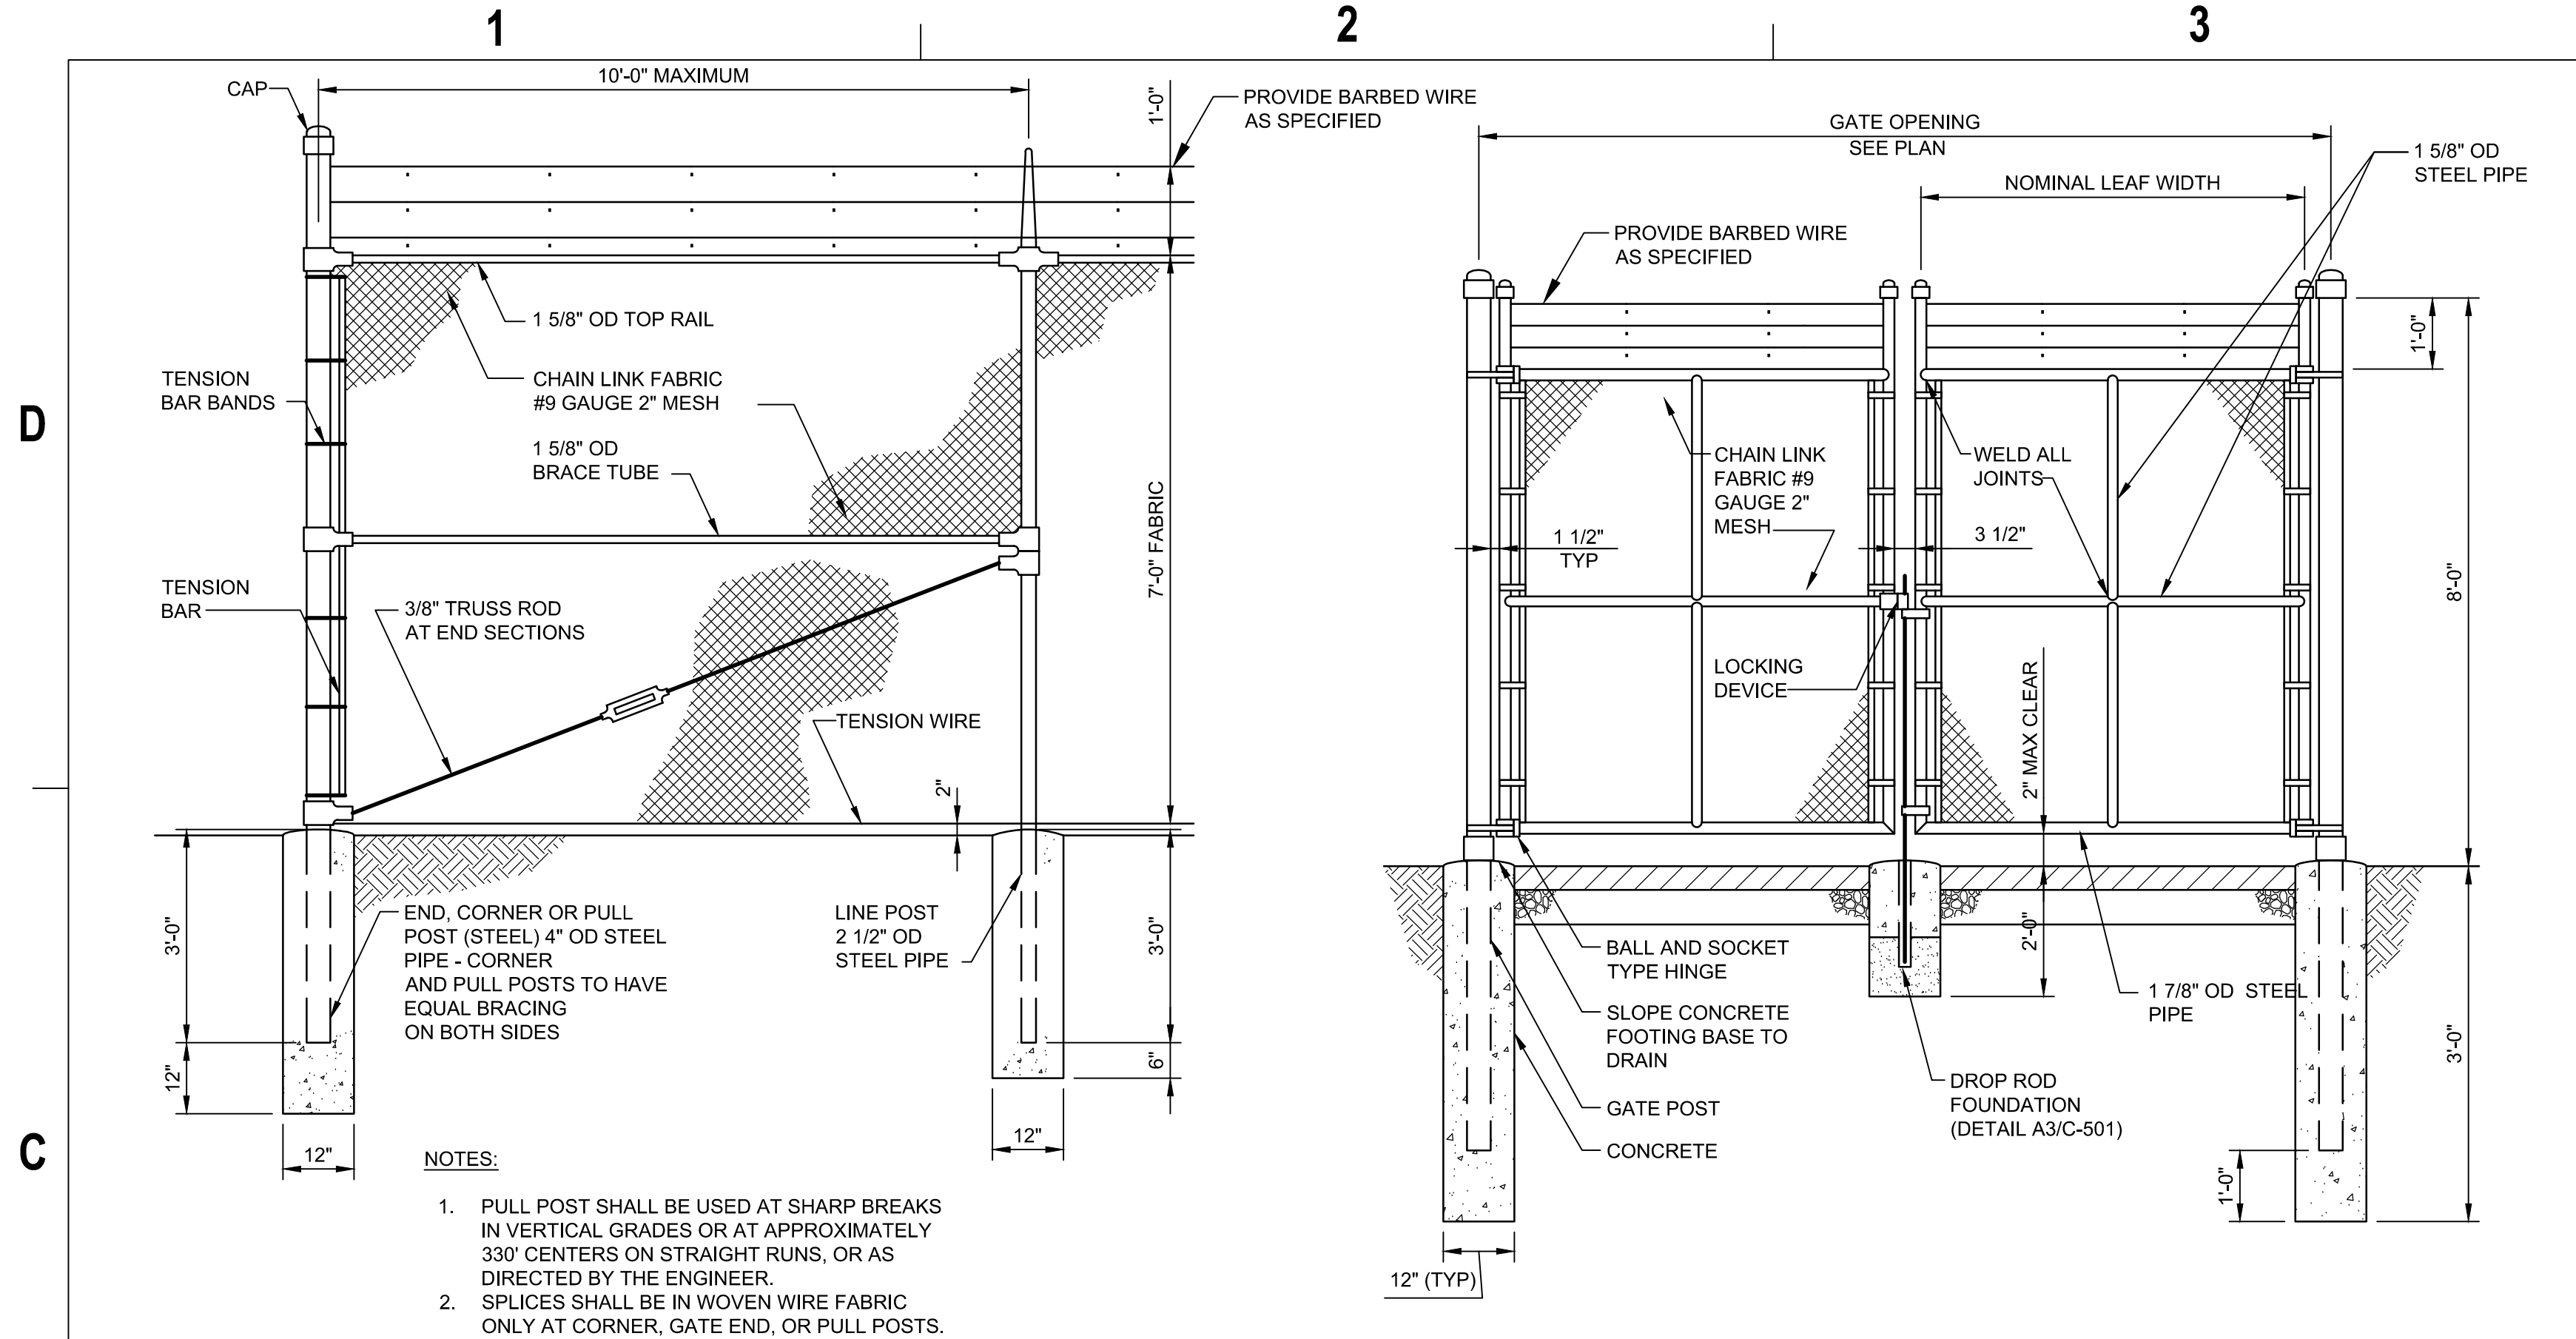 1
2
3
D
C
CAP
10'-0" MAXIMUM
1'-0"
PROVIDE BARBED WIRE
AS SPECIFIED
1 5/8" OD TOP RAIL
TENSION
BAR BANDS
CHAIN LINK FABRIC
#9 GAUGE 2" MESH
1 5/8" OD
BRACE TUBE
7'-0" FABRIC
TENSION
BAR
3/8" TRUSS ROD
AT END SECTIONS
TENSION WIRE
2"
3'-0"
12"
END, CORNER OR PULL
POST (STEEL) 4" OD STEEL
PIPE - CORNER
AND PULL POSTS TO HAVE
EQUAL BRACING
ON BOTH SIDES
LINE POST
2 1/2" OD
STEEL PIPE
3'-0"
6"
12"
12"
NOTES:
1. PULL POST SHALL BE USED AT SHARP BREAKS
IN VERTICAL GRADES OR AT APPROXIMATELY
330' CENTERS ON STRAIGHT RUNS, OR AS
DIRECTED BY THE ENGINEER.
2. SPLICES SHALL BE IN WOVEN WIRE FABRIC
ONLY AT CORNER, GATE END, OR PULL POSTS.
GATE OPENING
SEE PLAN
NOMINAL LEAF WIDTH
1 5/8" OD
STEEL PIPE
PROVIDE BARBED WIRE
AS SPECIFIED
1'-0"
CHAIN LINK
FABRIC #9
GAUGE 2"
MESH
WELD ALL
JOINTS
1 1/2"
TYP
3 1/2"
8'-0"
LOCKING
DEVICE
2" MAX CLEAR
2'-0"
BALL AND SOCKET
TYPE HINGE
SLOPE CONCRETE
FOOTING BASE TO
DRAIN
GATE POST
CONCRETE
1 7/8" OD STEEL
PIPE
DROP ROD
FOUNDATION
(DETAIL A3/C-501)
3'-0"
1'-0"
12" (TYP)